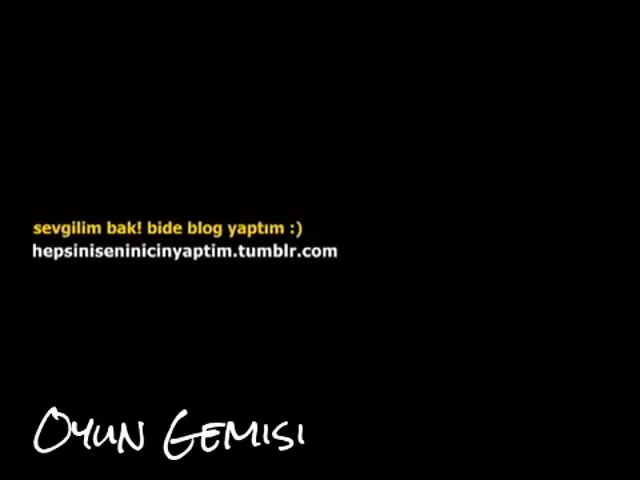 sevgilim bak! bide blog yaptım :)
hepsiniseninicinyaptim.tumblr.com
Oyun Gemisi